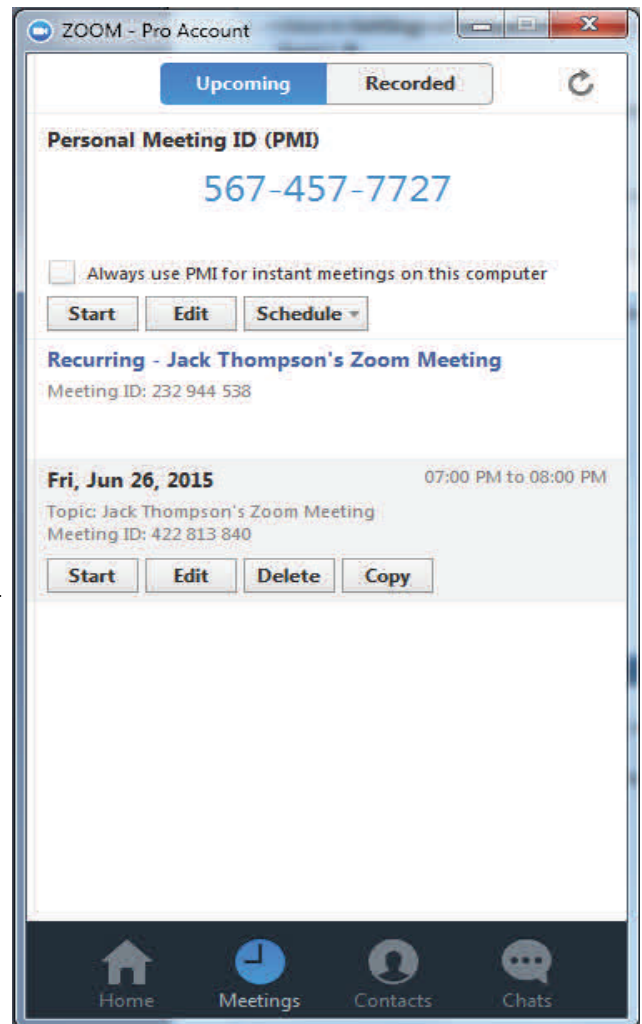 ZOOM - Pro Account
Upcoming Recorded
Personal Meeting ID (PMI)
567-457-7727
Always use PMI for instant meetings on this computer
Start Edit Schedule
Recurring - Jack Thompson's Zoom Meeting
Meeting ID: 232 944 538
Fri, Jun 26, 2015 07:00 PM to 08:00 PM
Topic: Jack Thompson's Zoom Meeting
Meeting ID: 422 813 840
Start Edit Delete Copy
Home Meetings Contacts Chats